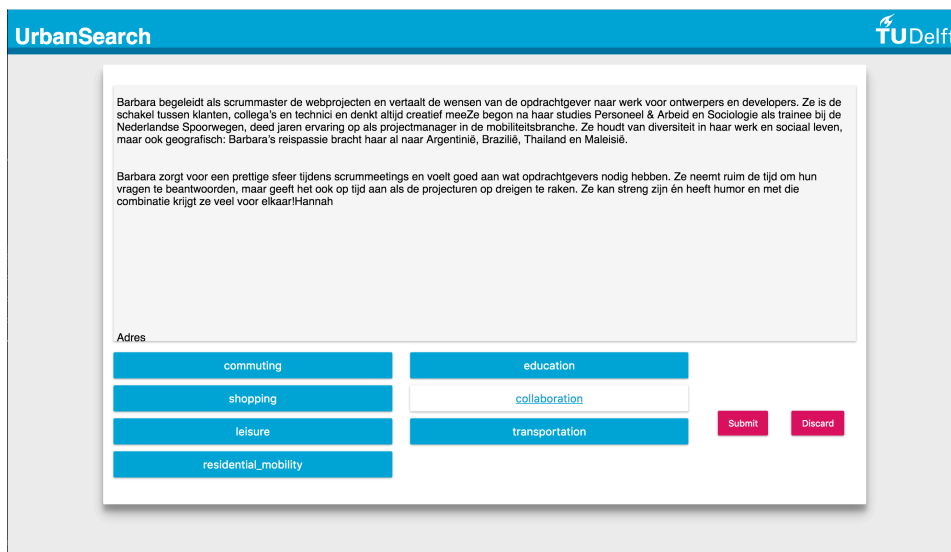 UrbanSearch
TUDelft
Barbara begeleidt als scrummaster de webprojecten en vertaalt de wensen van de opdrachtgever naar werk voor ontwerpers en developers. Ze is de
schakel tussen klanten, collega's en technici en denkt altijd creatief meeZe begon na haar studies Personeel & Arbeid en Sociologie als trainee bij de
Nederlandse Spoorwegen, deed jaren ervaring op als projectmanager in de mobiliteitsbranche. Ze houdt van diversiteit in haar werk en sociaal leven,
maar ook geografisch: Barbara's reispassie bracht haar al naar Argentinië, Brazilië, Thailand en Maleisië.
Barbara zorgt voor een prettige sfeer tijdens scrummeetings en voelt goed aan wat opdrachtgevers nodig hebben. Ze neemt ruim de tijd om hun
vragen te beantwoorden, maar geeft het ook op tijd aan als de projecturen op dreigen te raken. Ze kan streng zijn én heeft humor en met die
combinatie krijgt ze veel voor elkaar!Hannah
Adres
commuting
education
shopping
collaboration
leisure
transportation
Submit
Discard
residential_mobility